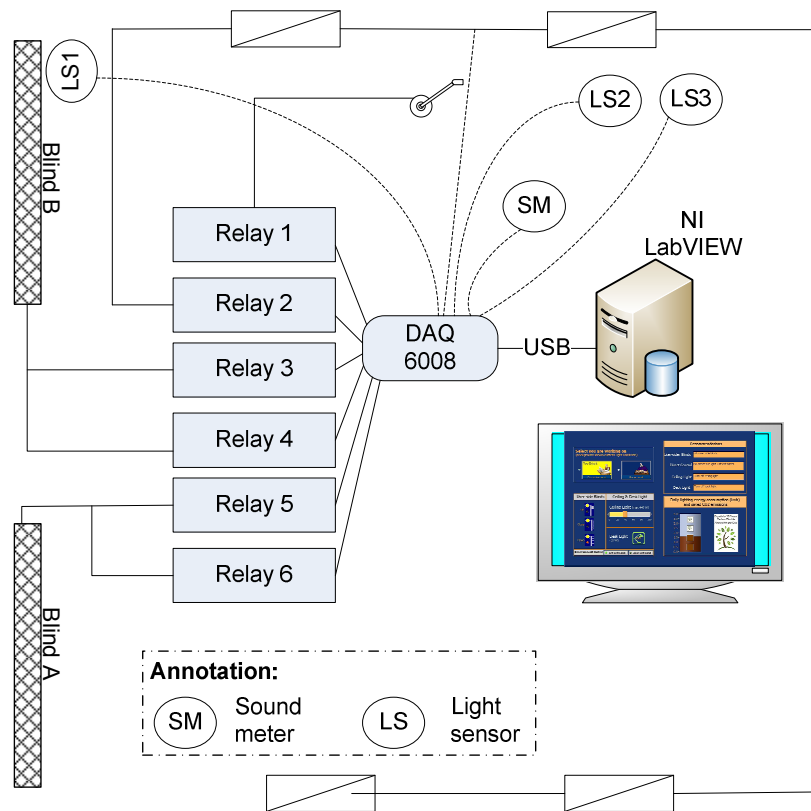 LS1
LS2
LS3
Blind B
SM
NI
LabVIEW
Relay 1
Relay 2
DAQ
6008
USB
Relay 3
Relay 4
Relay 5
Relay 6
Blind A
Annotation:
SM
Sound
meter
LS
Light
sensor